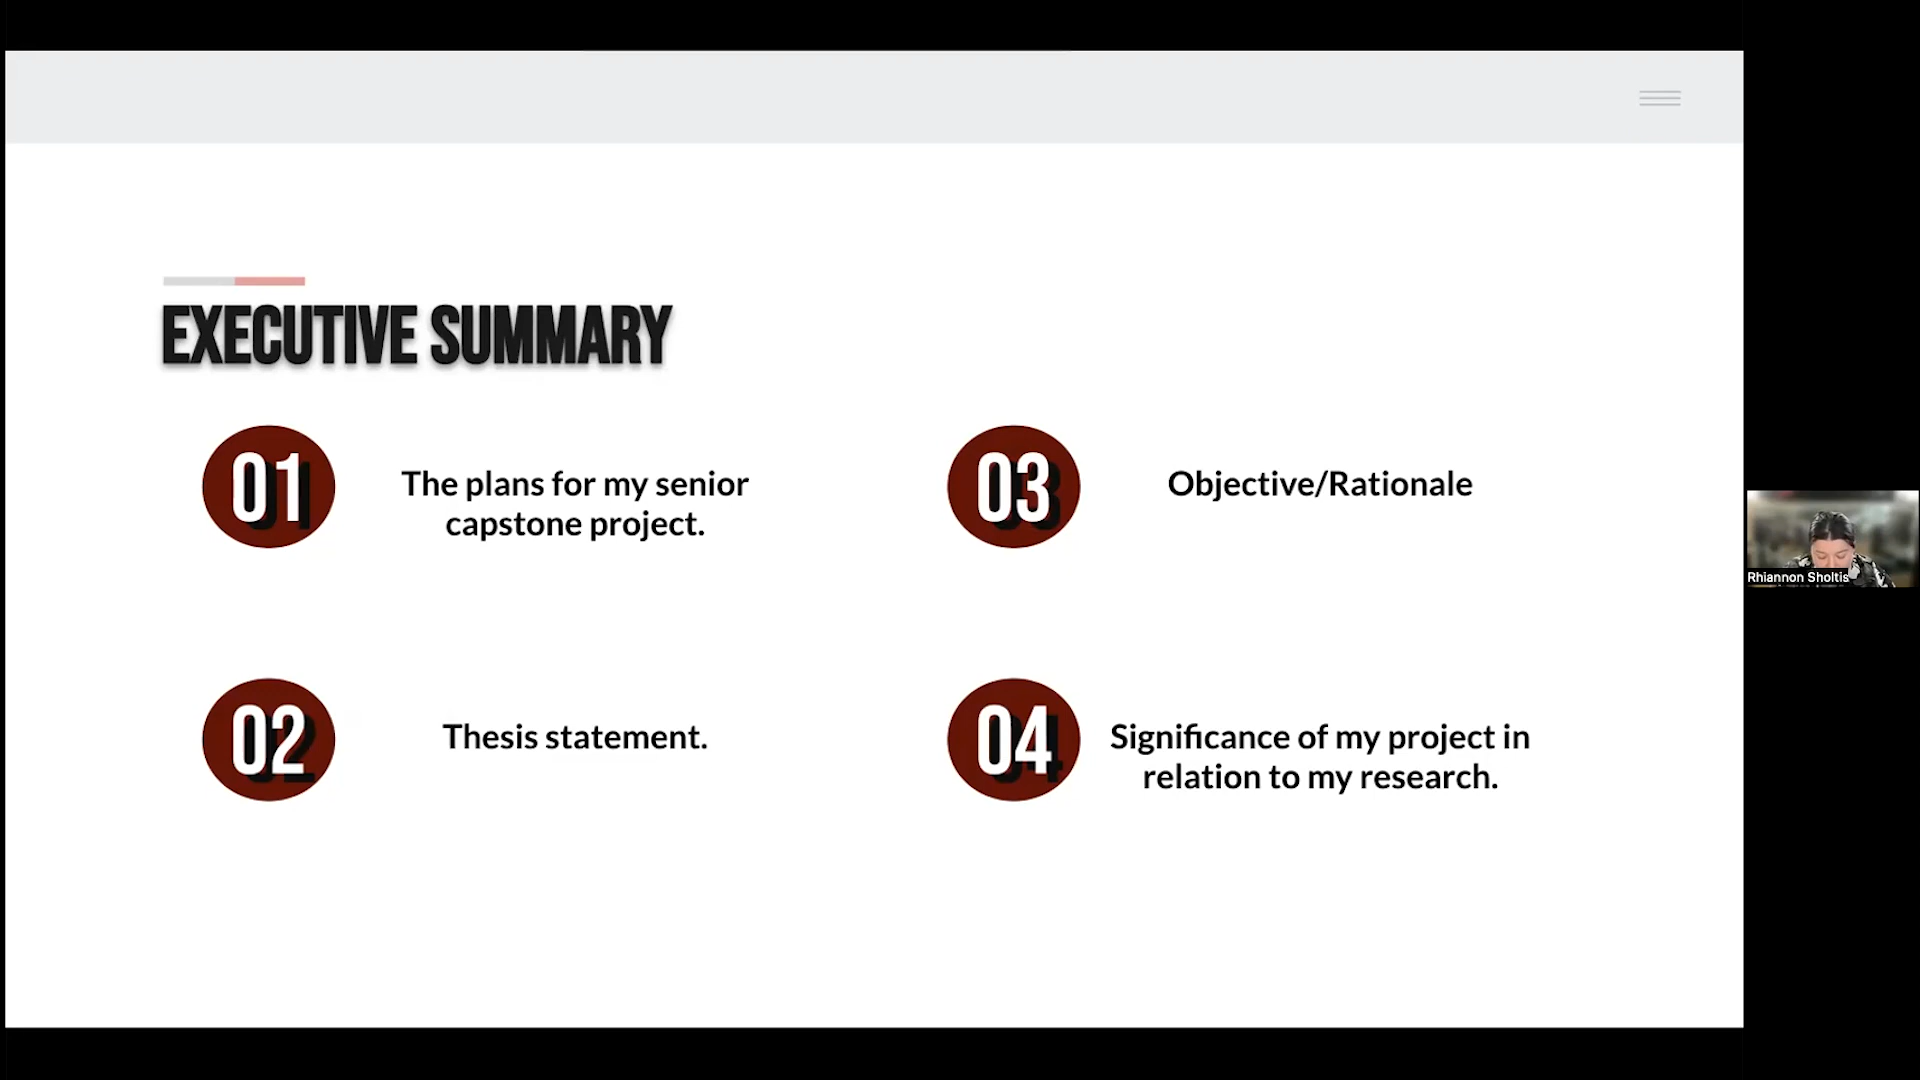 EXECUTIVE SUMMARY
01
The plans for my senior
capstone project.
02
Thesis statement.
03
Objective/Rationale
04
Significance of my project in
relation to my research.
Rhiannon Sholtis